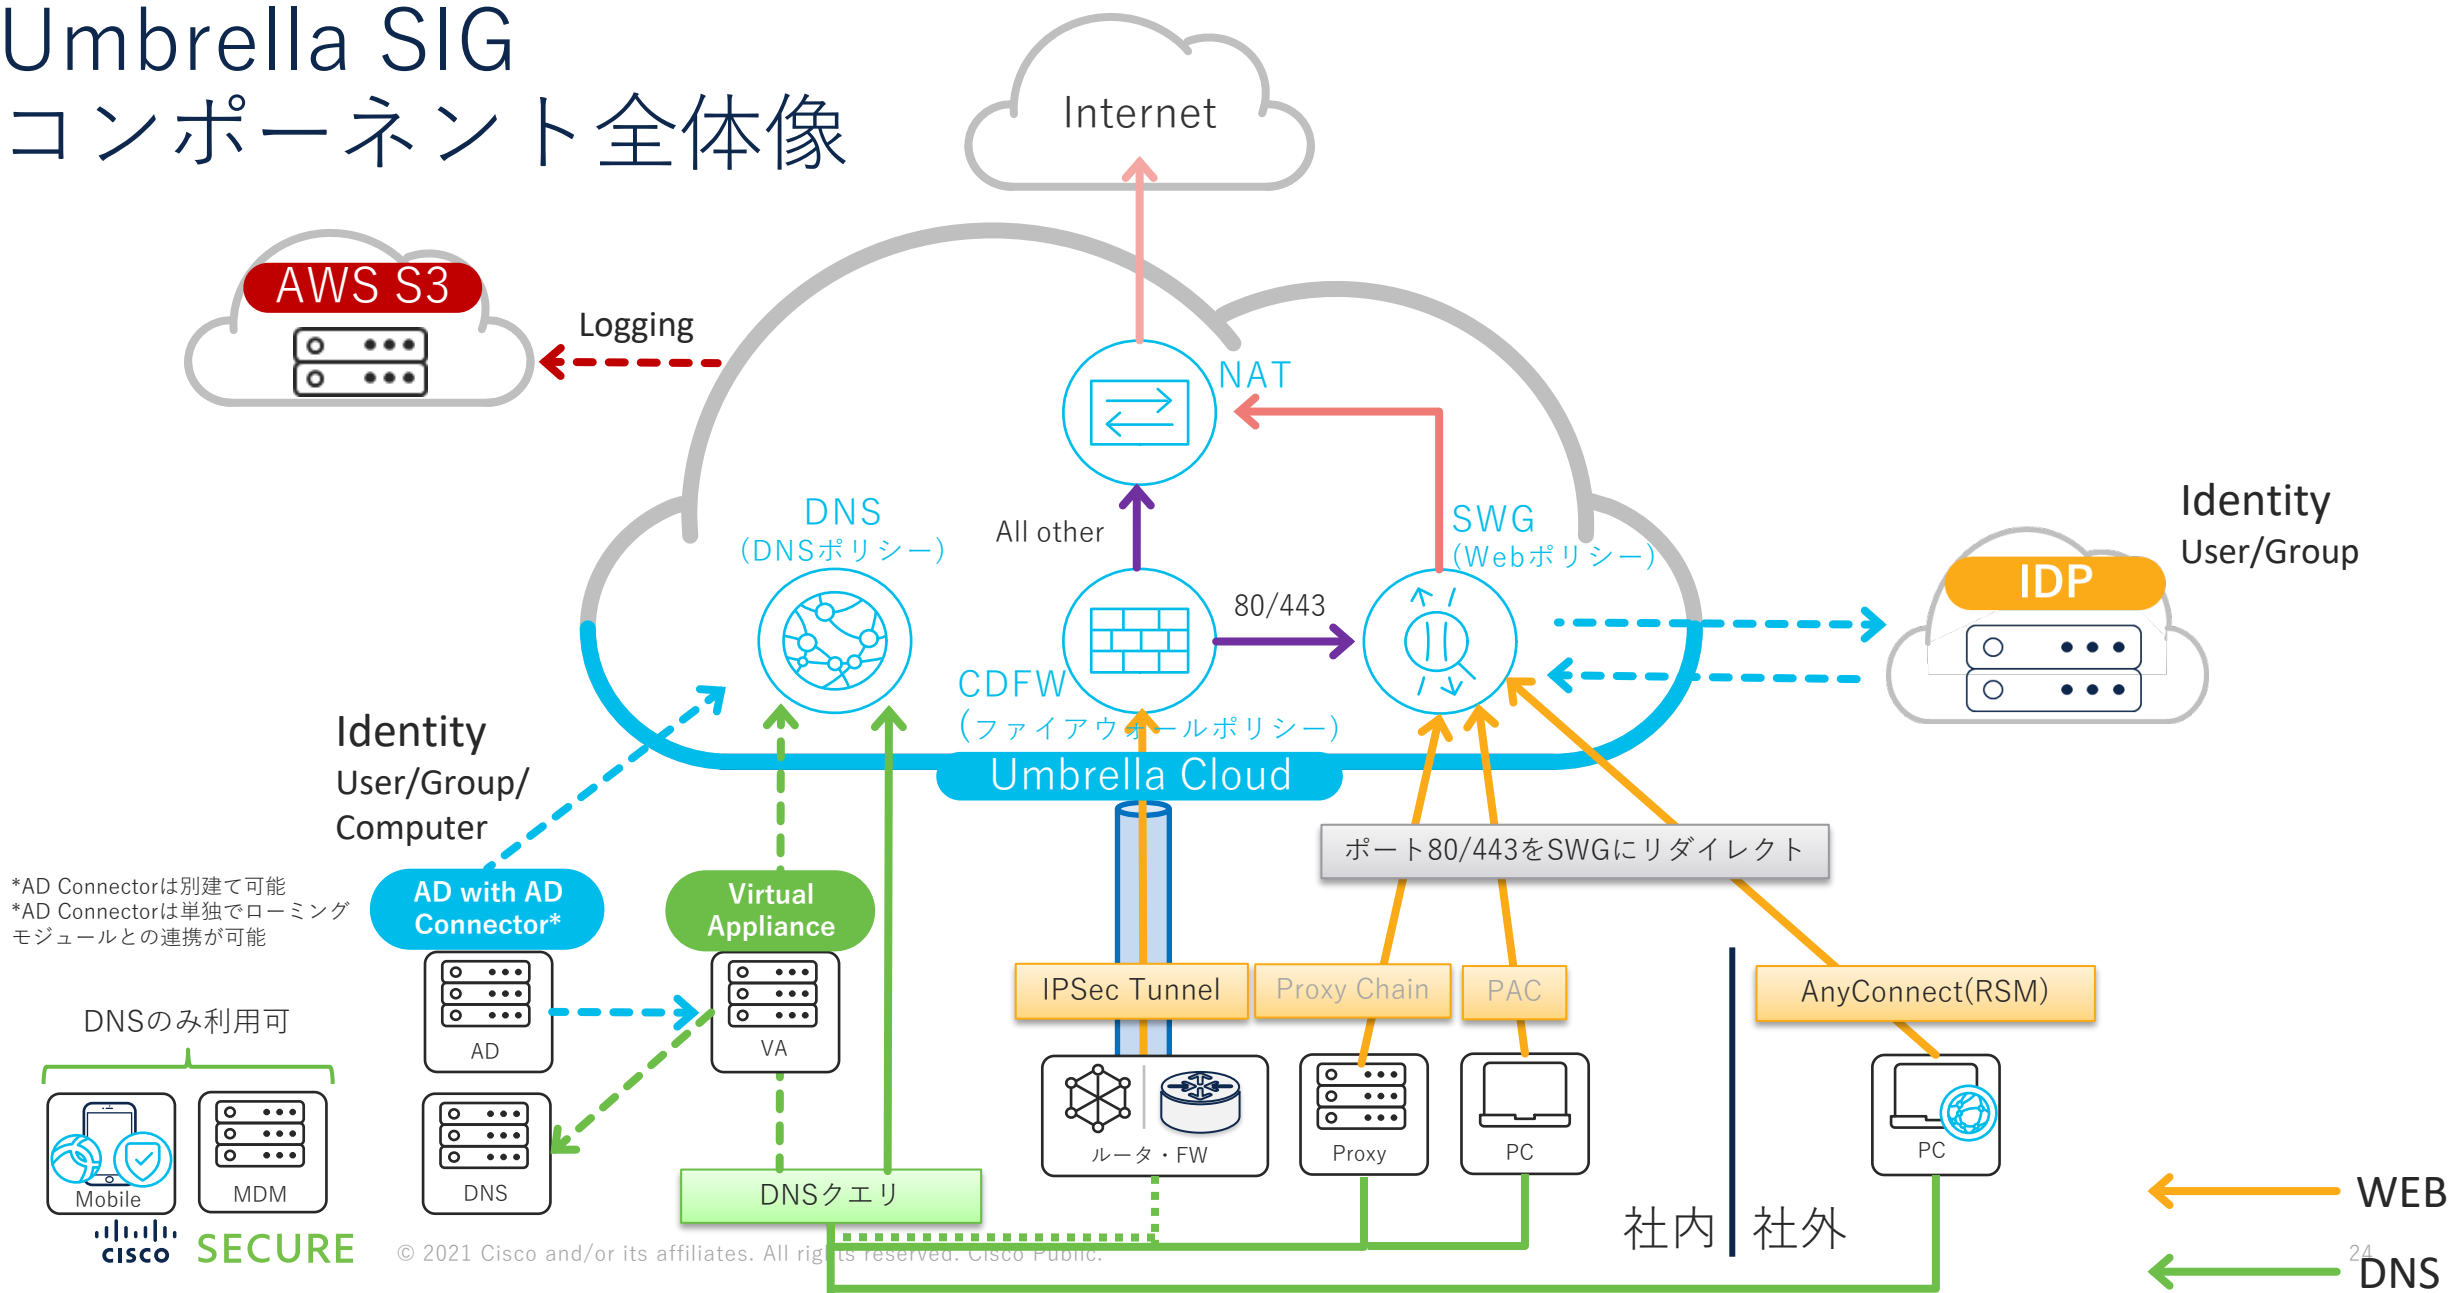 Umbrella SIG
コンポーネント全体像
Internet
AWS S3
Logging
NAT
DNS
(DNSポリシー)
All other
SWG
(Webポリシー)
80/443
CDFW
(ファイアウォールポリシー)
Umbrella Cloud
Identity
User/Group
IDP
Identity
User/Group/
Computer
ポート80/443をSWGにリダイレクト
*AD Connectorは別建て可能
*AD Connectorは単独でローミング
モジュールとの連携が可能
AD with AD
Connector*
Virtual
Appliance
IPSec Tunnel
Proxy Chain
PAC
AnyConnect(RSM)
DNSのみ利用可
AD
VA
Mobile
MDM
DNS
DNSクエリ
ルータ・FW
Proxy
PC
PC
社内
社外
WEB
DNS
CISCO SECURE
© 2021 Cisco and/or its affiliates. All rights reserved. Cisco Public.
24